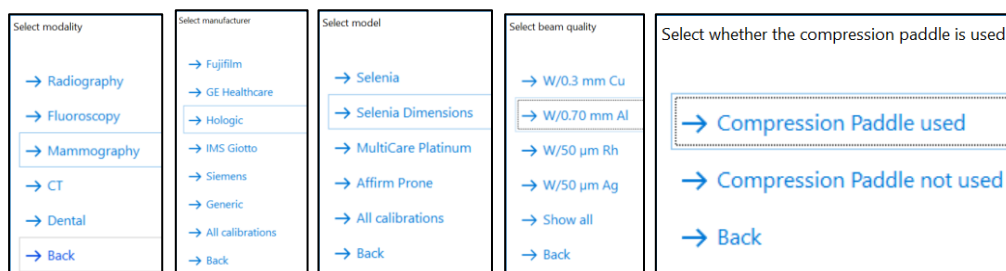 Select modality
→ Radiography
→ Fluoroscopy
→ Mammography
→ CT
→ Dental
→ Back
Select manufacturer
→ Fujifilm
→ GE Healthcare
→ Hologic
→ IMS Giotto
→ Siemens
→ Generic
→ All calibrations
→ Back
Select model
→ Selenia
→ Selenia Dimensions
→ MultiCare Platinum
→ Affirm Prone
→ All calibrations
→ Back
Select beam quality
→ W/0.3 mm Cu
→ W/0.70 mm Al
→ W/50 µm Rh
→ W/50 µm Ag
→ Show all
→ Back
Select whether the compression paddle is used
→ Compression Paddle used
→ Compression Paddle not used
→ Back